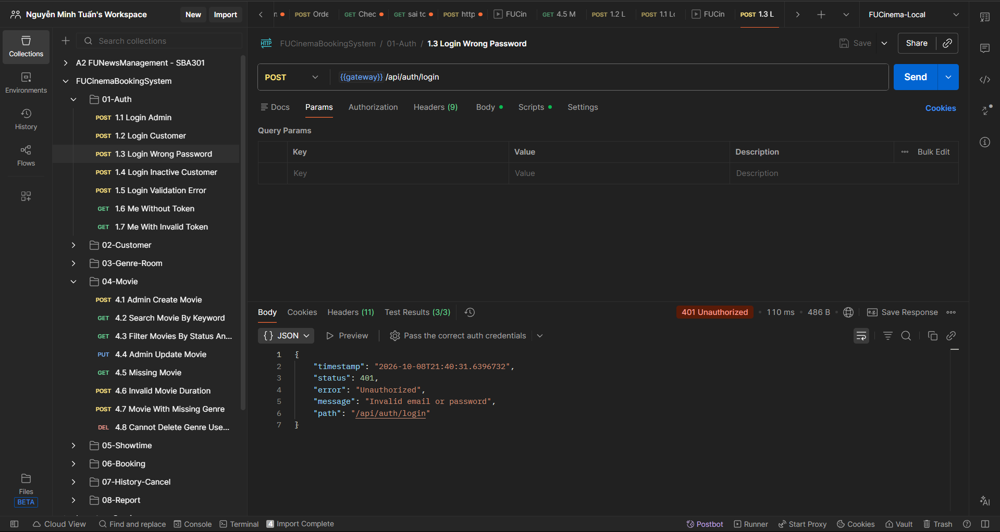 Nguyễn Minh Tuấn's Workspace
New
Import
POST Orde
GET Chec
GET sai to
POST http
FUCin
GET 4.5 M
POST 1.2 L
POST 1.1 Lo
FUCin
POST 1.3 L
FUCinema-Local
Collections
Environments
History
Flows
Files
BETA
Search collections
A2 FUNewsManagement - SBA301
FUCinemaBookingSystem
01-Auth
POST 1.1 Login Admin
POST 1.2 Login Customer
POST 1.3 Login Wrong Password
POST 1.4 Login Inactive Customer
POST 1.5 Login Validation Error
GET 1.6 Me Without Token
GET 1.7 Me With Invalid Token
02-Customer
03-Genre-Room
04-Movie
POST 4.1 Admin Create Movie
GET 4.2 Search Movie By Keyword
GET 4.3 Filter Movies By Status An...
PUT 4.4 Admin Update Movie
GET 4.5 Missing Movie
POST 4.6 Invalid Movie Duration
POST 4.7 Movie With Missing Genre
DEL 4.8 Cannot Delete Genre Use...
05-Showtime
06-Booking
07-History-Cancel
08-Report
HTTP FUCinemaBookingSystem / 01-Auth / 1.3 Login Wrong Password
Save
Share
POST {{gateway}} /api/auth/login
Send
Docs Params Authorization Headers (9) Body Scripts Settings
Cookies
Query Params
Key Value Description Bulk Edit
Key Value Description
Body Cookies Headers (11) Test Results (3/3)
401 Unauthorized • 110 ms • 486 B
e.g. Save Response
{} JSON Preview Pass the correct auth credentials
1 {
2 "timestamp": "2026-10-08T21:40:31.6396732",
3 "status": 401,
4 "error": "Unauthorized",
5 "message": "Invalid email or password",
6 "path": "/api/auth/login"
7 }
Cloud View Find and replace Console Terminal 4 Import Complete
Postbot Runner Start Proxy Cookies Vault Trash
AI